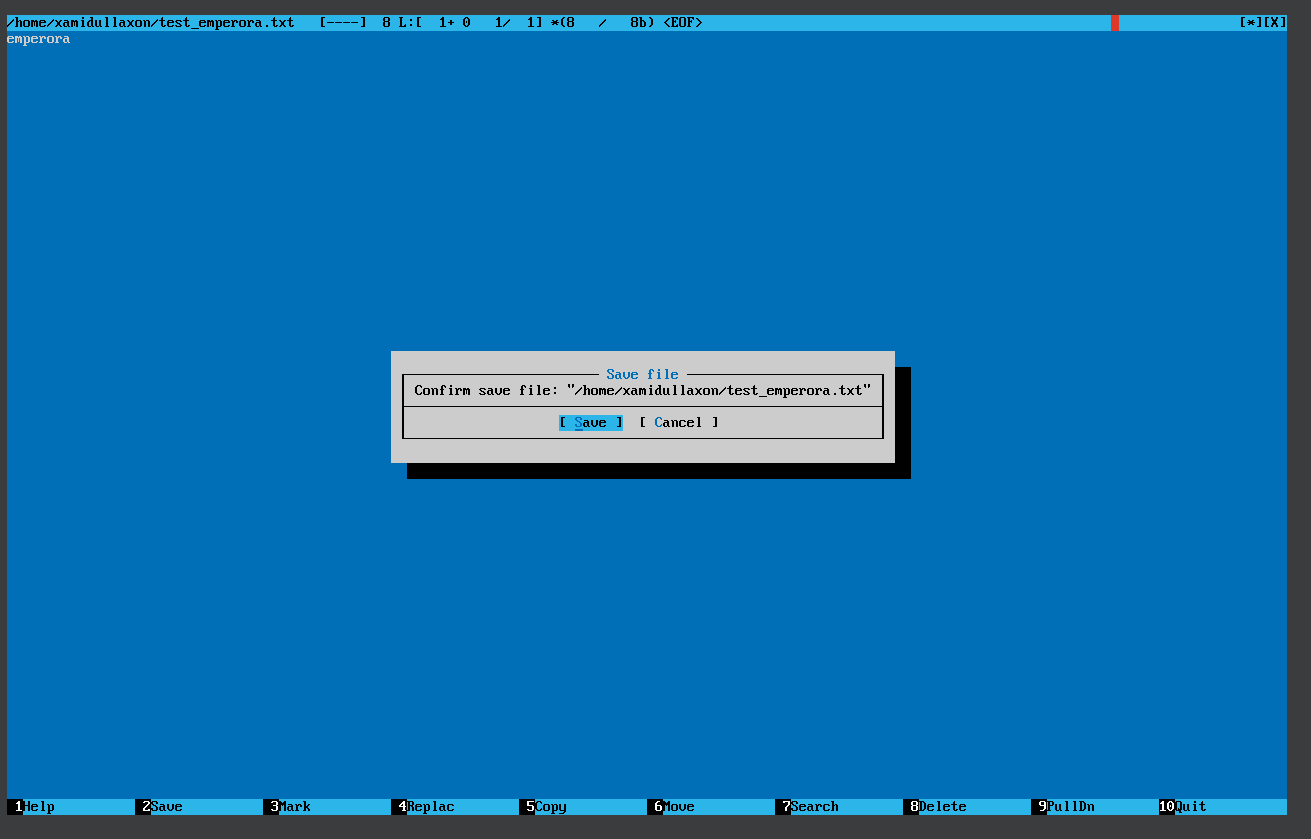 /home/xamidullaxon/test_emperora.txt   [----]  8 L:[  1+ 0   1/  1] *(8   /   8b) <EOF> [*][X]
emperora
Save file
Confirm save file: "/home/xamidullaxon/test_emperora.txt"
[ Save ]  [ Cancel ]
1Help 2Save 3Mark 4Replac 5Copy 6Move 7Search 8Delete 9PullDn 10Quit